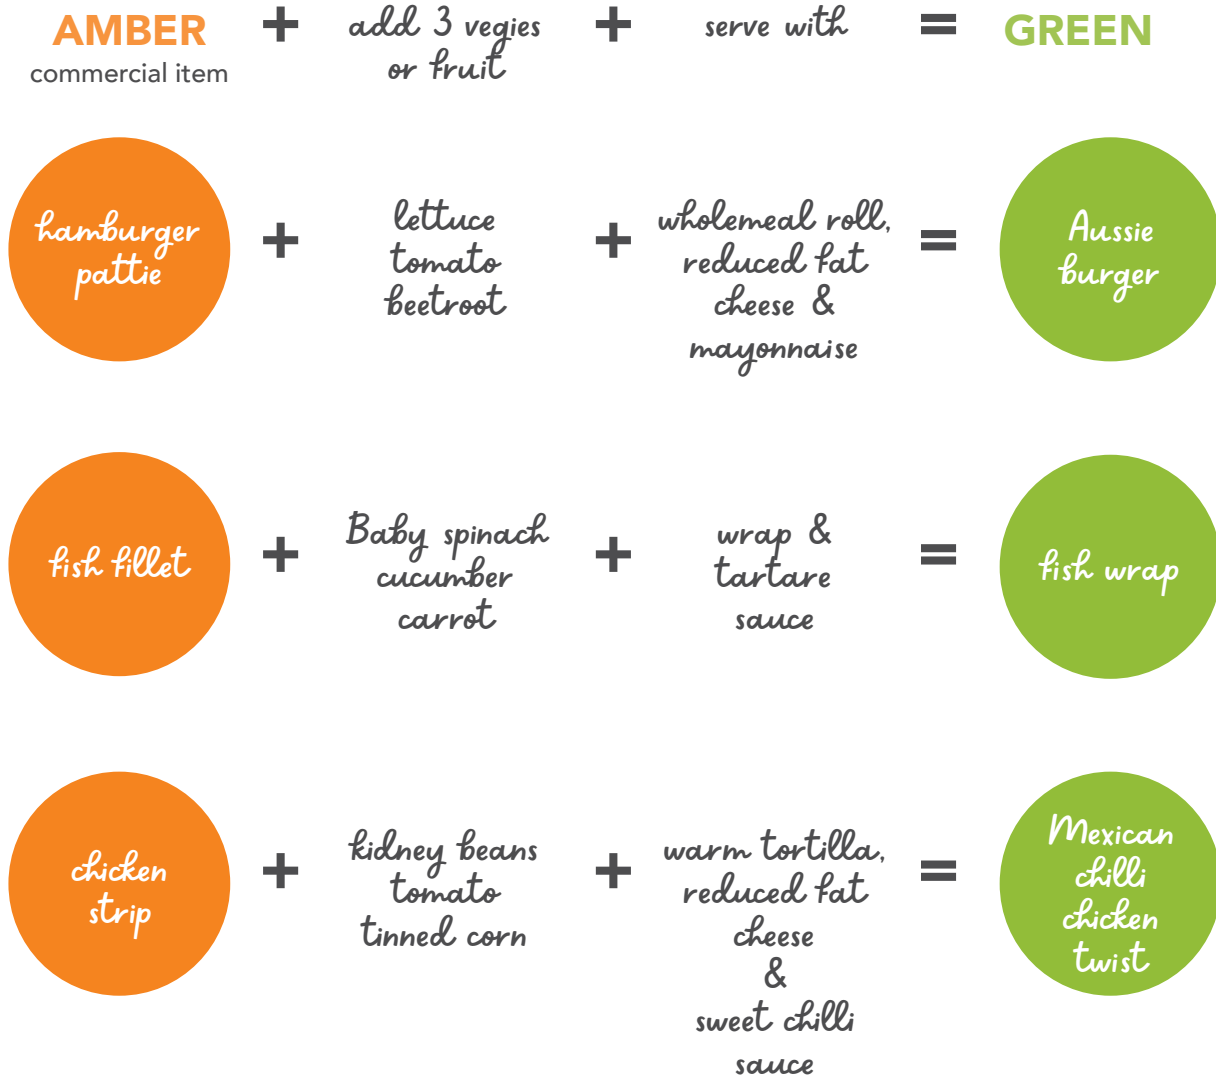 AMBER
commercial item
+
add 3 vegies
or fruit
+
serve with
=
GREEN
hamburger
pattie
+
lettuce
tomato
beetroot
+
wholemeal roll,
reduced fat
cheese &
mayonnaise
=
Aussie
burger
fish fillet
+
Baby spinach
cucumber
carrot
+
wrap &
tartare
sauce
=
fish wrap
chicken
strip
+
kidney beans
tomato
tinned corn
+
warm tortilla,
reduced fat
cheese
&
sweet chilli
sauce
=
Mexican
chilli
chicken
twist